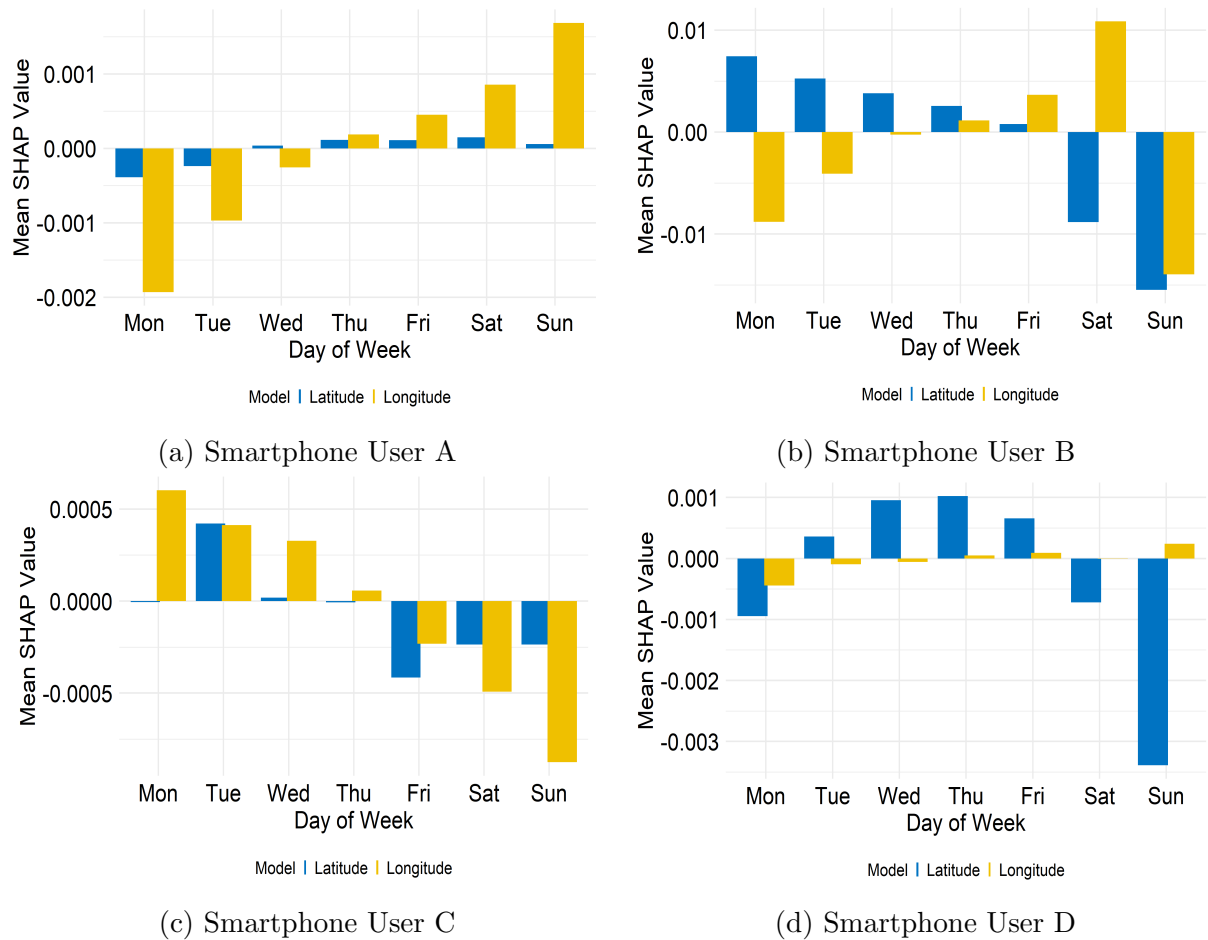 Mean SHAP Value
0.001
0.000
-0.001
-0.002
Mon Tue Wed Thu Fri Sat Sun
Day of Week
Model Latitude Longitude
(a) Smartphone User A
Mean SHAP Value
0.01
0.00
-0.01
Mon Tue Wed Thu Fri Sat Sun
Day of Week
Model Latitude Longitude
(b) Smartphone User B
Mean SHAP Value
0.0005
0.0000
-0.0005
Mon Tue Wed Thu Fri Sat Sun
Day of Week
Model Latitude Longitude
(c) Smartphone User C
Mean SHAP Value
0.001
0.000
-0.001
-0.002
-0.003
Mon Tue Wed Thu Fri Sat Sun
Day of Week
Model Latitude Longitude
(d) Smartphone User D